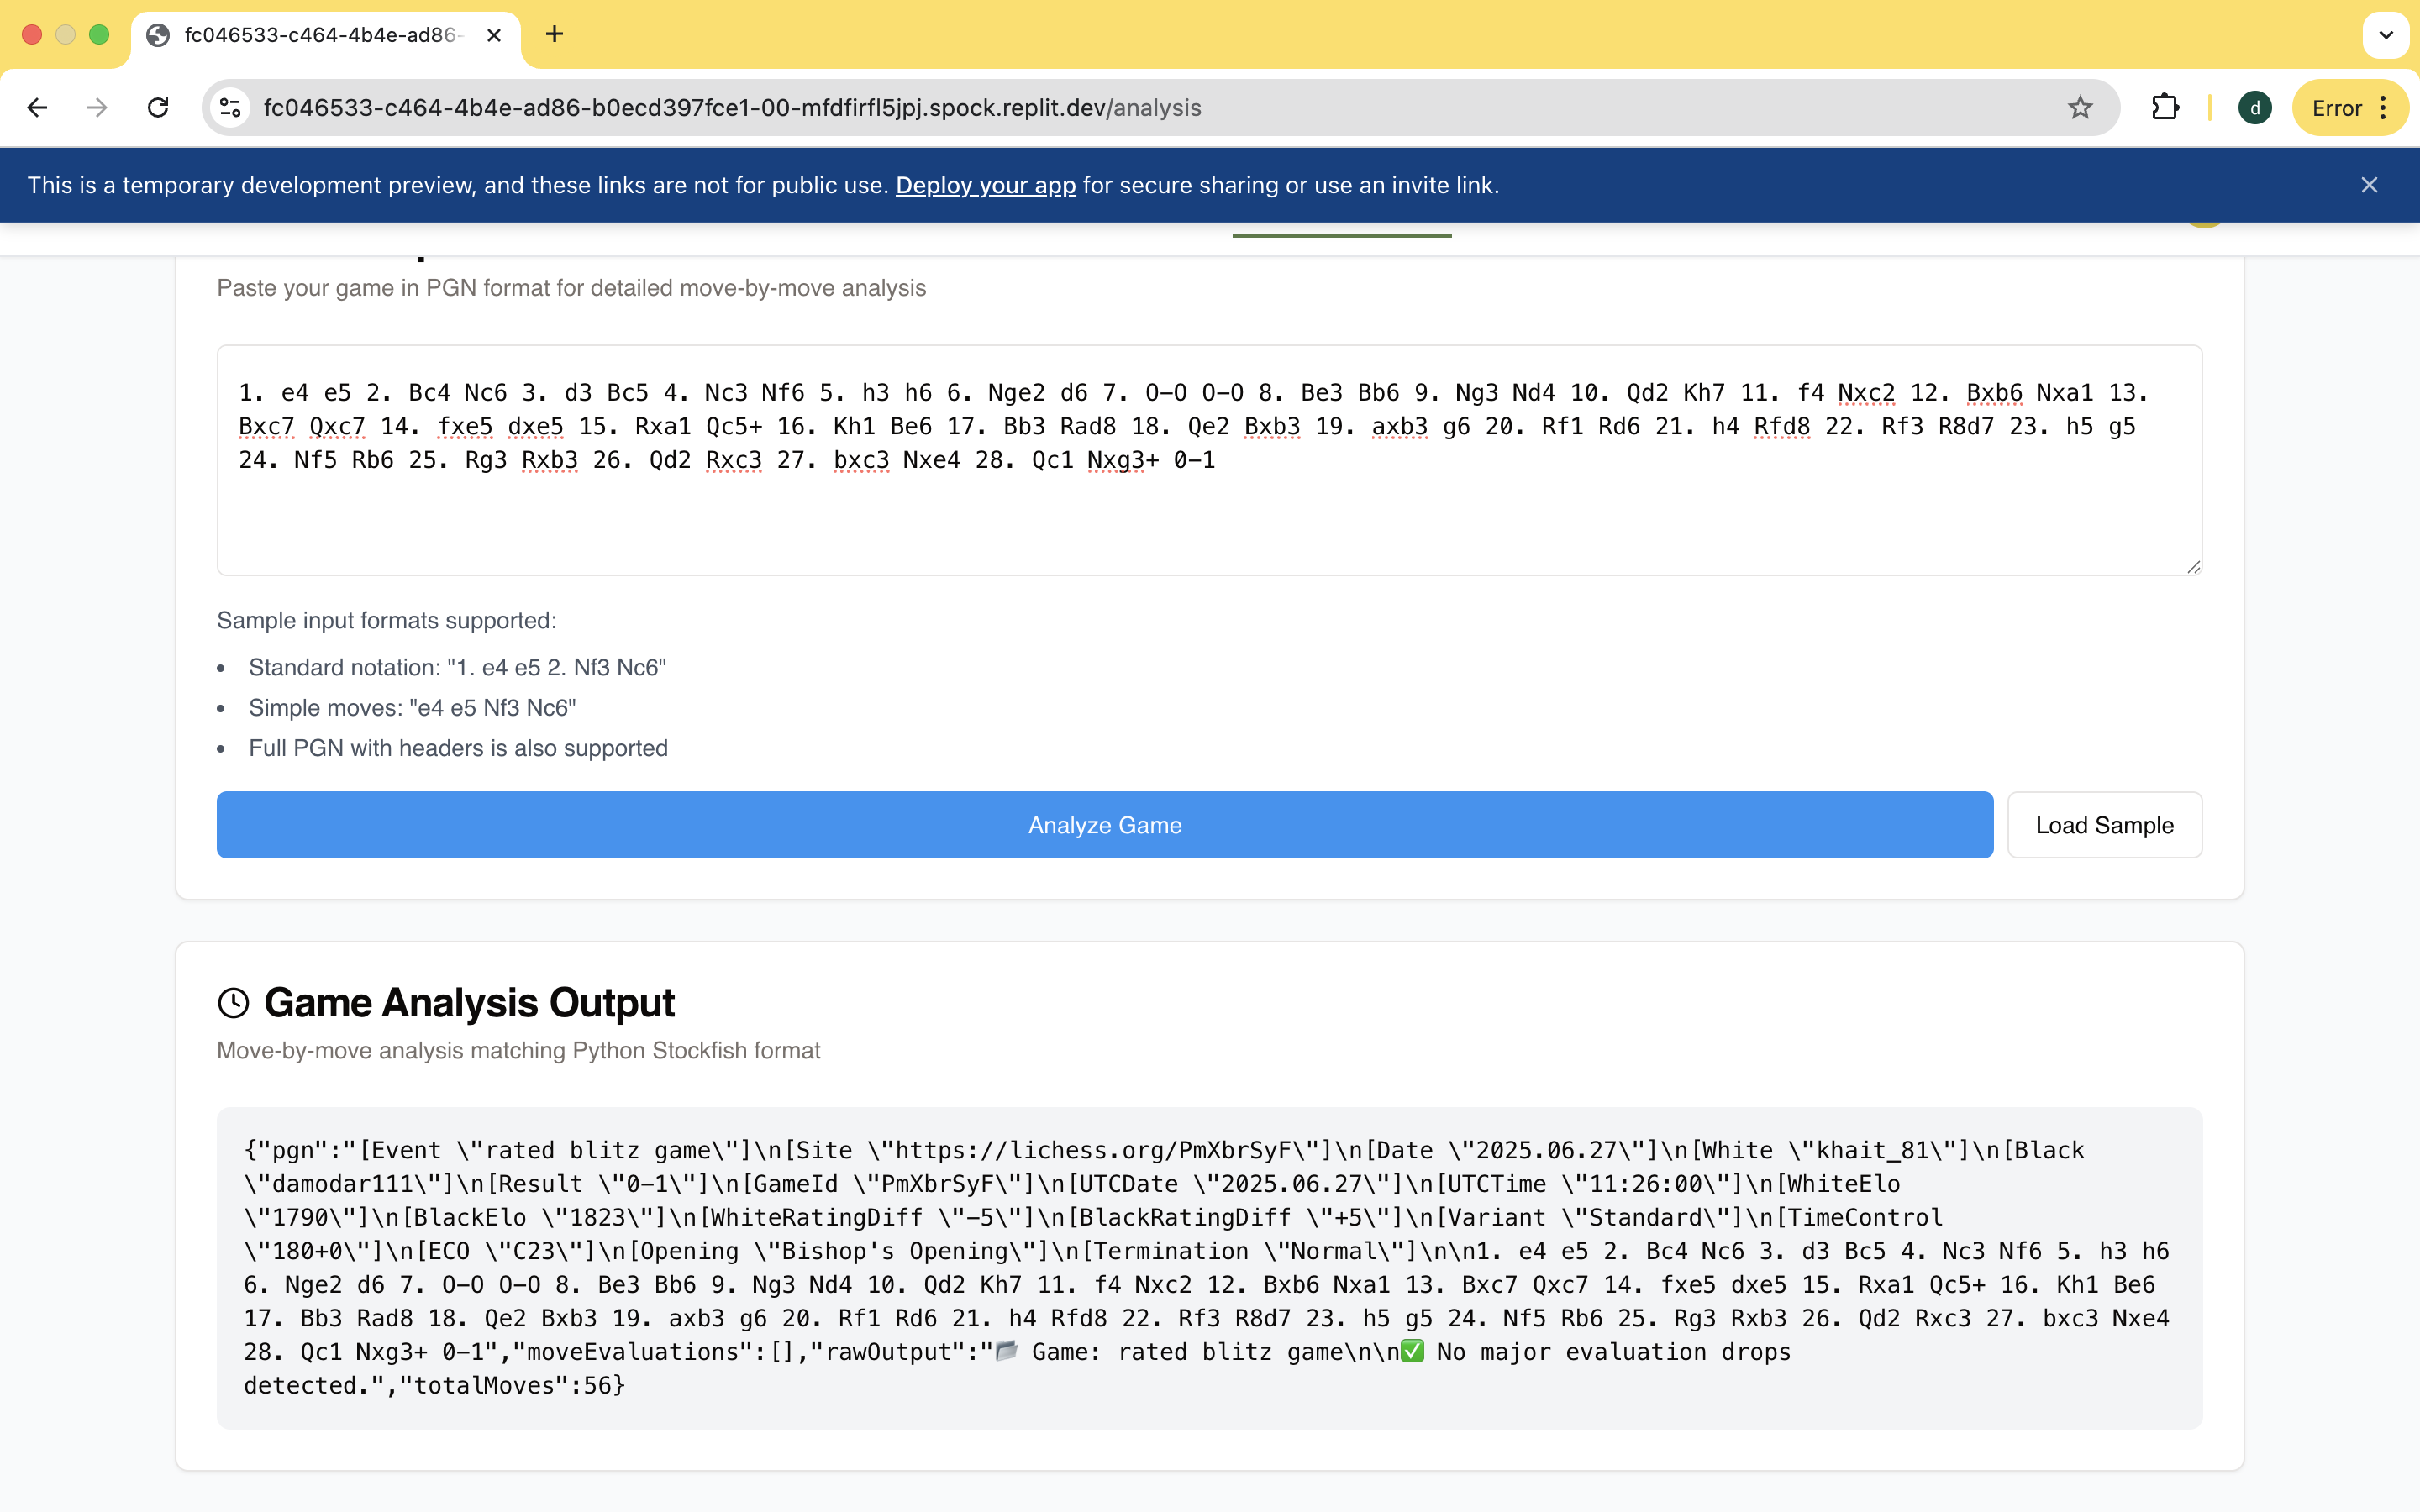 fc046533-c464-4b4e-ad86-
fc046533-c464-4b4e-ad86-b0ecd397fce1-00-mfdfirfl5jpj.spock.replit.dev/analysis
d
Error
This is a temporary development preview, and these links are not for public use. Deploy your app for secure sharing or use an invite link.
Paste your game in PGN format for detailed move-by-move analysis
1. e4 e5 2. Bc4 Nc6 3. d3 Bc5 4. Nc3 Nf6 5. h3 h6 6. Nge2 d6 7. O-O O-O 8. Be3 Bb6 9. Ng3 Nd4 10. Qd2 Kh7 11. f4 Nxc2 12. Bxb6 Nxa1 13.
Bxc7 Qxc7 14. fxe5 dxe5 15. Rxa1 Qc5+ 16. Kh1 Be6 17. Bb3 Rad8 18. Qe2 Bxb3 19. axb3 g6 20. Rf1 Rd6 21. h4 Rfd8 22. Rf3 R8d7 23. h5 g5
24. Nf5 Rb6 25. Rg3 Rxb3 26. Qd2 Rxc3 27. bxc3 Nxe4 28. Qc1 Nxg3+ 0-1
Sample input formats supported:
• Standard notation: "1. e4 e5 2. Nf3 Nc6"
• Simple moves: "e4 e5 Nf3 Nc6"
• Full PGN with headers is also supported
Analyze Game
Load Sample
Game Analysis Output
Move-by-move analysis matching Python Stockfish format
{"pgn":"[Event \"rated blitz game\"]\n[Site \"https://lichess.org/PmXbrSyF\"]\n[Date \"2025.06.27\"]\n[White \"khait_81\"]\n[Black
\"damodar111\"]\n[Result \"0-1\"]\n[GameId \"PmXbrSyF\"]\n[UTCDate \"2025.06.27\"]\n[UTCTime \"11:26:00\"]\n[WhiteElo
\"1790\"]\n[BlackElo \"1823\"]\n[WhiteRatingDiff \"-5\"]\n[BlackRatingDiff \"+5\"]\n[Variant \"Standard\"]\n[TimeControl
\"180+0\"]\n[ECO \"C23\"]\n[Opening \"Bishop's Opening\"]\n[Termination \"Normal\"]\n\n1. e4 e5 2. Bc4 Nc6 3. d3 Bc5 4. Nc3 Nf6 5. h3 h6
6. Nge2 d6 7. O-O O-O 8. Be3 Bb6 9. Ng3 Nd4 10. Qd2 Kh7 11. f4 Nxc2 12. Bxb6 Nxa1 13. Bxc7 Qxc7 14. fxe5 dxe5 15. Rxa1 Qc5+ 16. Kh1 Be6
17. Bb3 Rad8 18. Qe2 Bxb3 19. axb3 g6 20. Rf1 Rd6 21. h4 Rfd8 22. Rf3 R8d7 23. h5 g5 24. Nf5 Rb6 25. Rg3 Rxb3 26. Qd2 Rxc3 27. bxc3 Nxe4
28. Qc1 Nxg3+ 0-1","moveEvaluations":[],"rawOutput":"📂 Game: rated blitz game\n\n✅ No major evaluation drops
detected.","totalMoves":56}